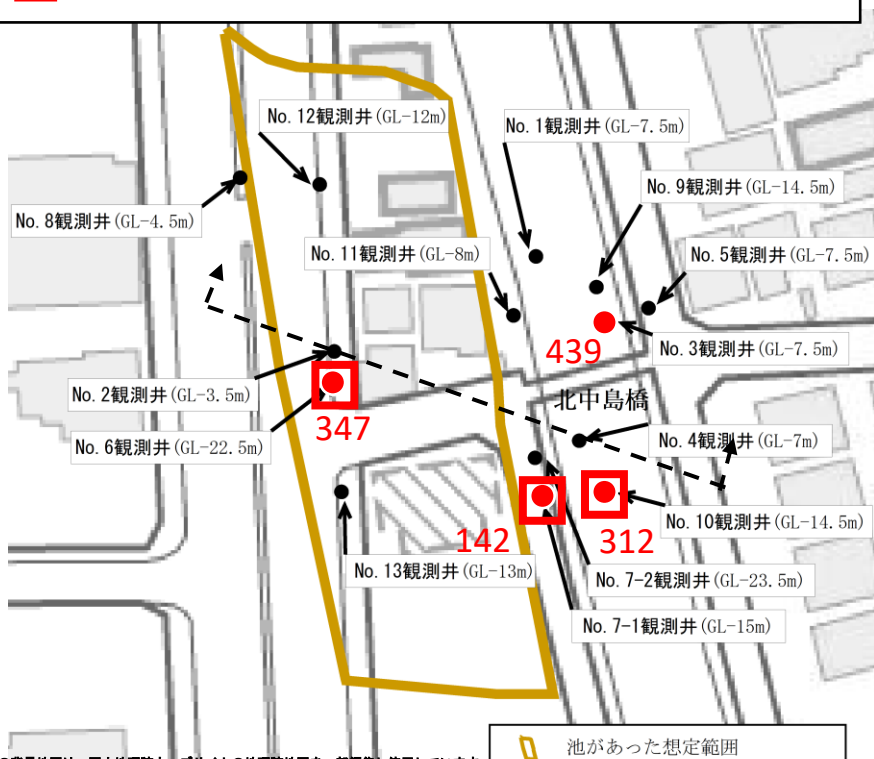 No. 12観測井(GL-12m)
No. 1観測井(GL-7.5m)
No. 9観測井(GL-14.5m)
No. 8観測井(GL-4.5m)
No. 11観測井(GL-8m)
No. 5観測井(GL-7.5m)
439
No. 3観測井(GL-7.5m)
No. 2観測井(GL-3.5m)
北中島橋
347
No. 4観測井(GL-7m)
No. 6観測井(GL-22.5m)
No. 10観測井(GL-14.5m)
142
312
No. 13観測井(GL-13m)
No. 7-2観測井(GL-23.5m)
No. 7-1観測井(GL-15m)
池があった想定範囲